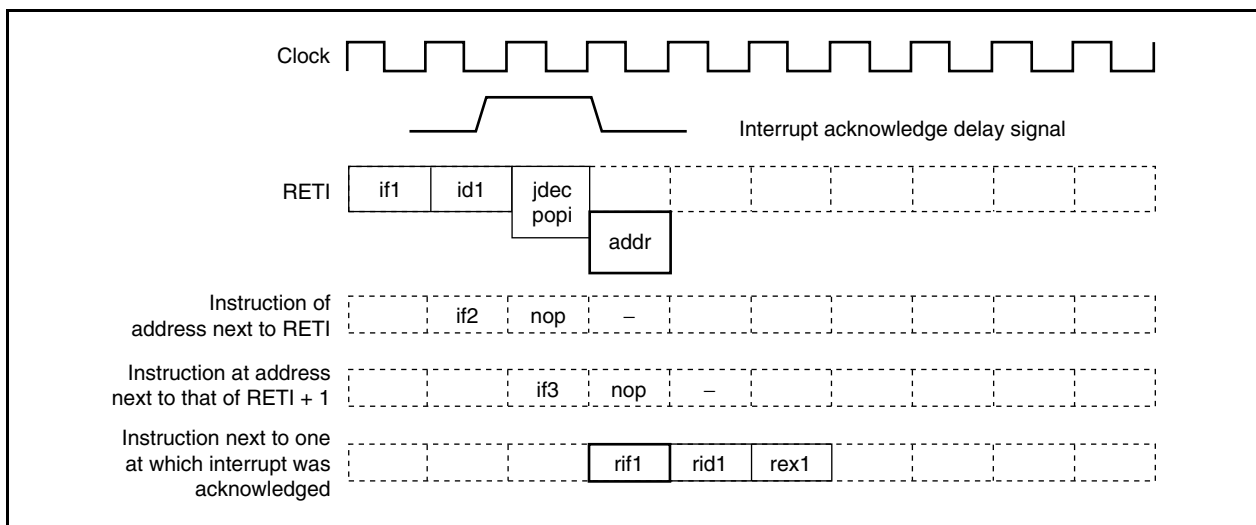 Clock
Interrupt acknowledge delay signal
RETI
if1
id1
jdec
popi
addr
Instruction of
address next to RETI
if2
nop
–
Instruction at address
next to that of RETI + 1
if3
nop
–
Instruction next to one
at which interrupt was
acknowledged
rif1
rid1
rex1